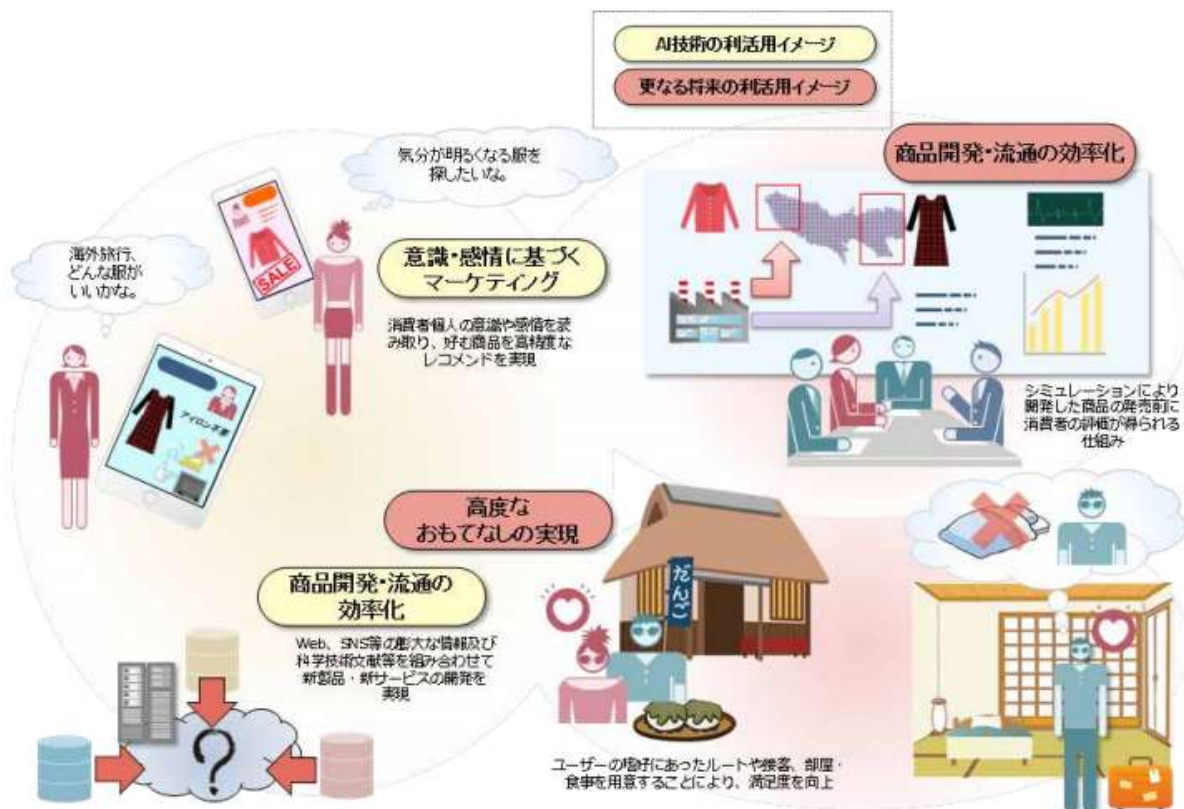 AI技術の利活用イメージ
更なる将来の利活用イメージ
気分が明るくなる服を
探したいな。
商品開発・流通の効率化
海外旅行、
どんな服が
いいかな。
SALE
意識・感情に基づく
マーケティング
消費者個人の意識や感情を読
み取り、好む商品を高精度な
レコメンドを実現
アイロン不要
シミュレーションにより
開発した商品の発売前に
消費者の評価が得られる
仕組み
高度な
おもてなしの実現
だんご
商品開発・流通の
効率化
Web、SNS等の膨大な情報及び
科学技術文献等を組み合わせて
新製品・新サービスの開発を
実現
?
ユーザーの嗜好にあったルートや接客、部屋・
食事を用意することにより、満足度を向上